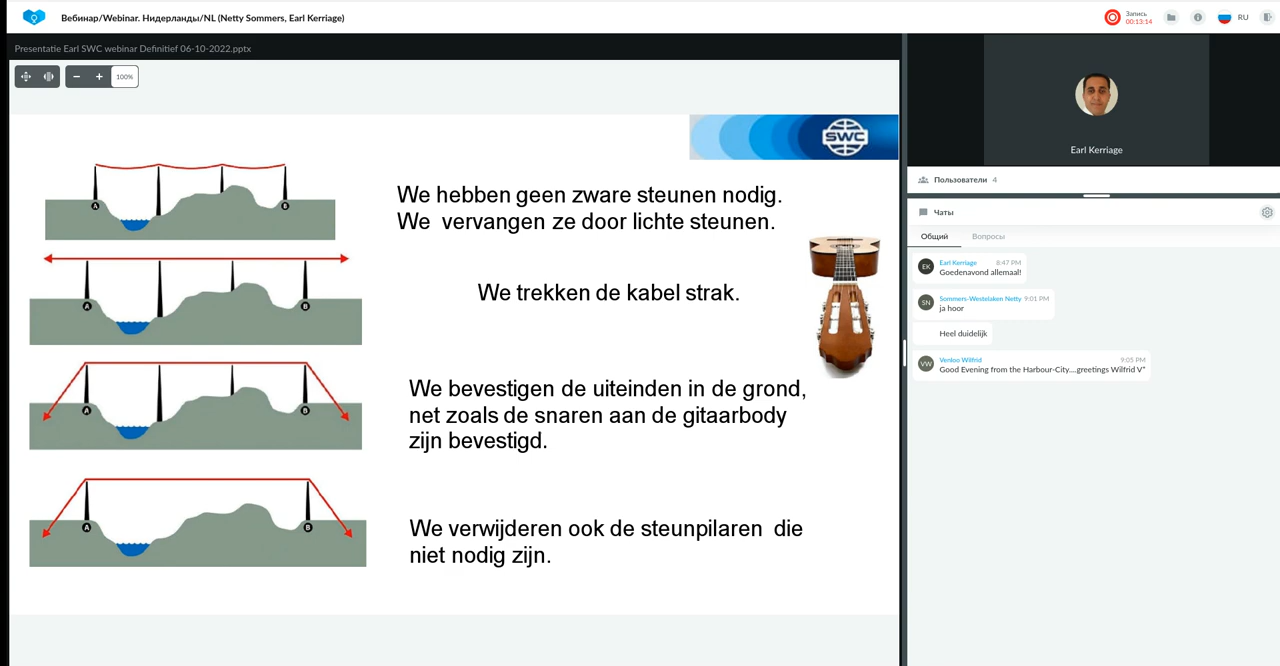 Вебинар/Webinar. Нидерланды/NL (Netty Sommers, Earl Kerriage)
Запись
00:13:14
RU
Presentatie Earl SWC webinar Definitief 06-10-2022.pptx
100%
SWC
We hebben geen zware steunen nodig.
We vervangen ze door lichte steunen.
A
B
We trekken de kabel strak.
A
B
We bevestigen de uiteinden in de grond,
net zoals de snaren aan de gitaarbody
zijn bevestigd.
A
B
We verwijderen ook de steunpilaren die
niet nodig zijn.
A
B
Earl Kerriage
Пользователи 4
Чаты
Общий Вопросы
EK
Earl Kerriage 8:47 PM
Goedenavond allemaal!
SN
Sommers-Westelaken Netty 9:01 PM
ja hoor
Heel duidelijk
VW
Venloo Wilfrid 9:05 PM
Good Evening from the Harbour-City....greetings Wilfrid V"